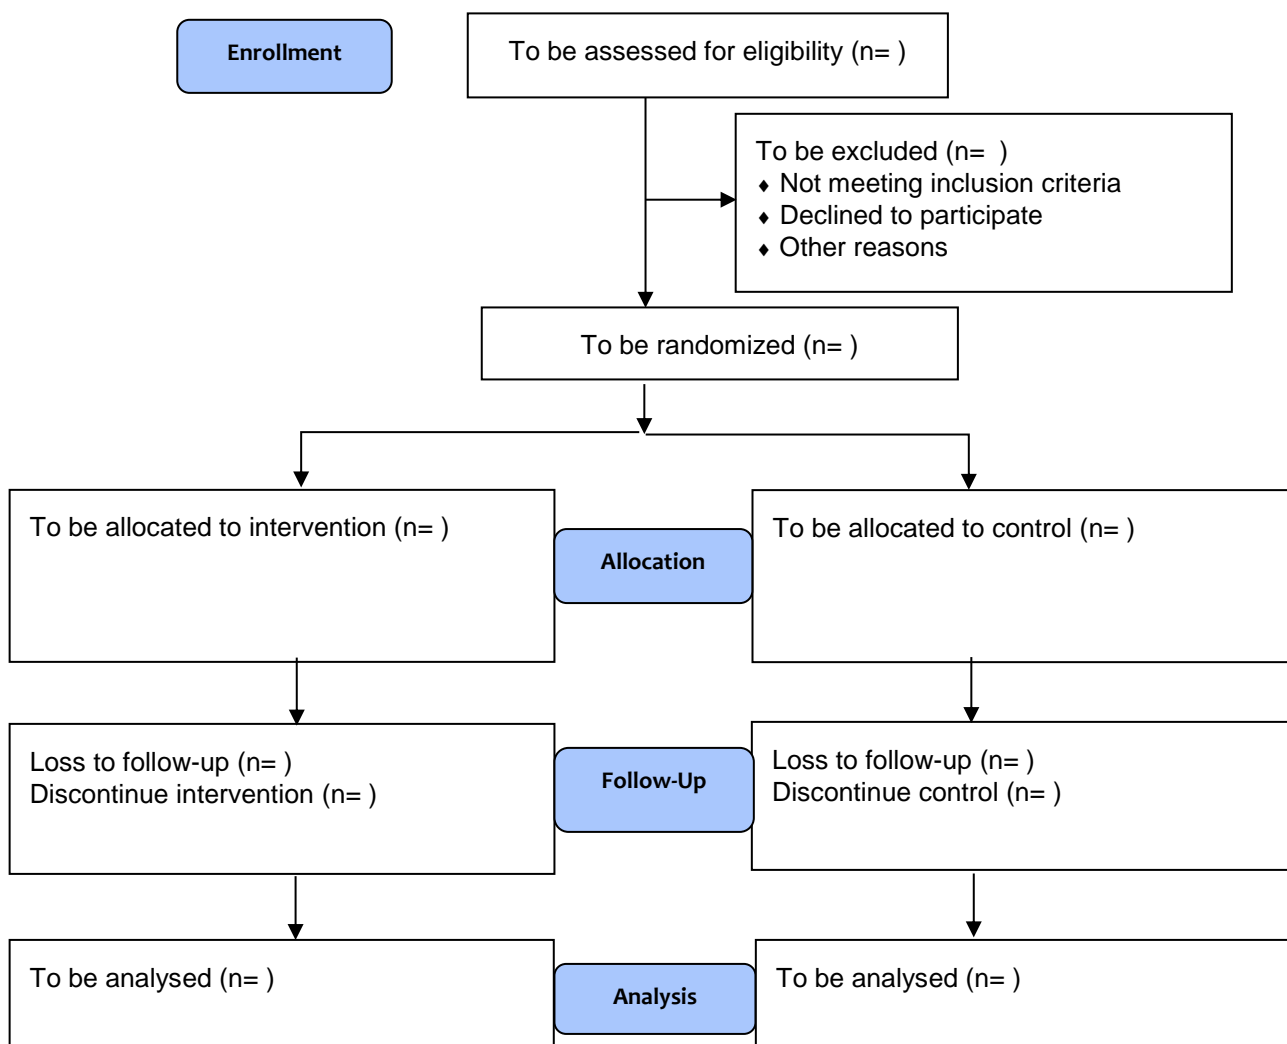 Enrollment
To be assessed for eligibility (n= )
To be excluded (n=  )
♦ Not meeting inclusion criteria
♦ Declined to participate
♦ Other reasons
To be randomized (n= )
To be allocated to intervention (n= )
Allocation
To be allocated to control (n= )
Loss to follow-up (n= )
Discontinue intervention (n= )
Follow-Up
Loss to follow-up (n= )
Discontinue control (n= )
To be analysed (n= )
Analysis
To be analysed (n= )